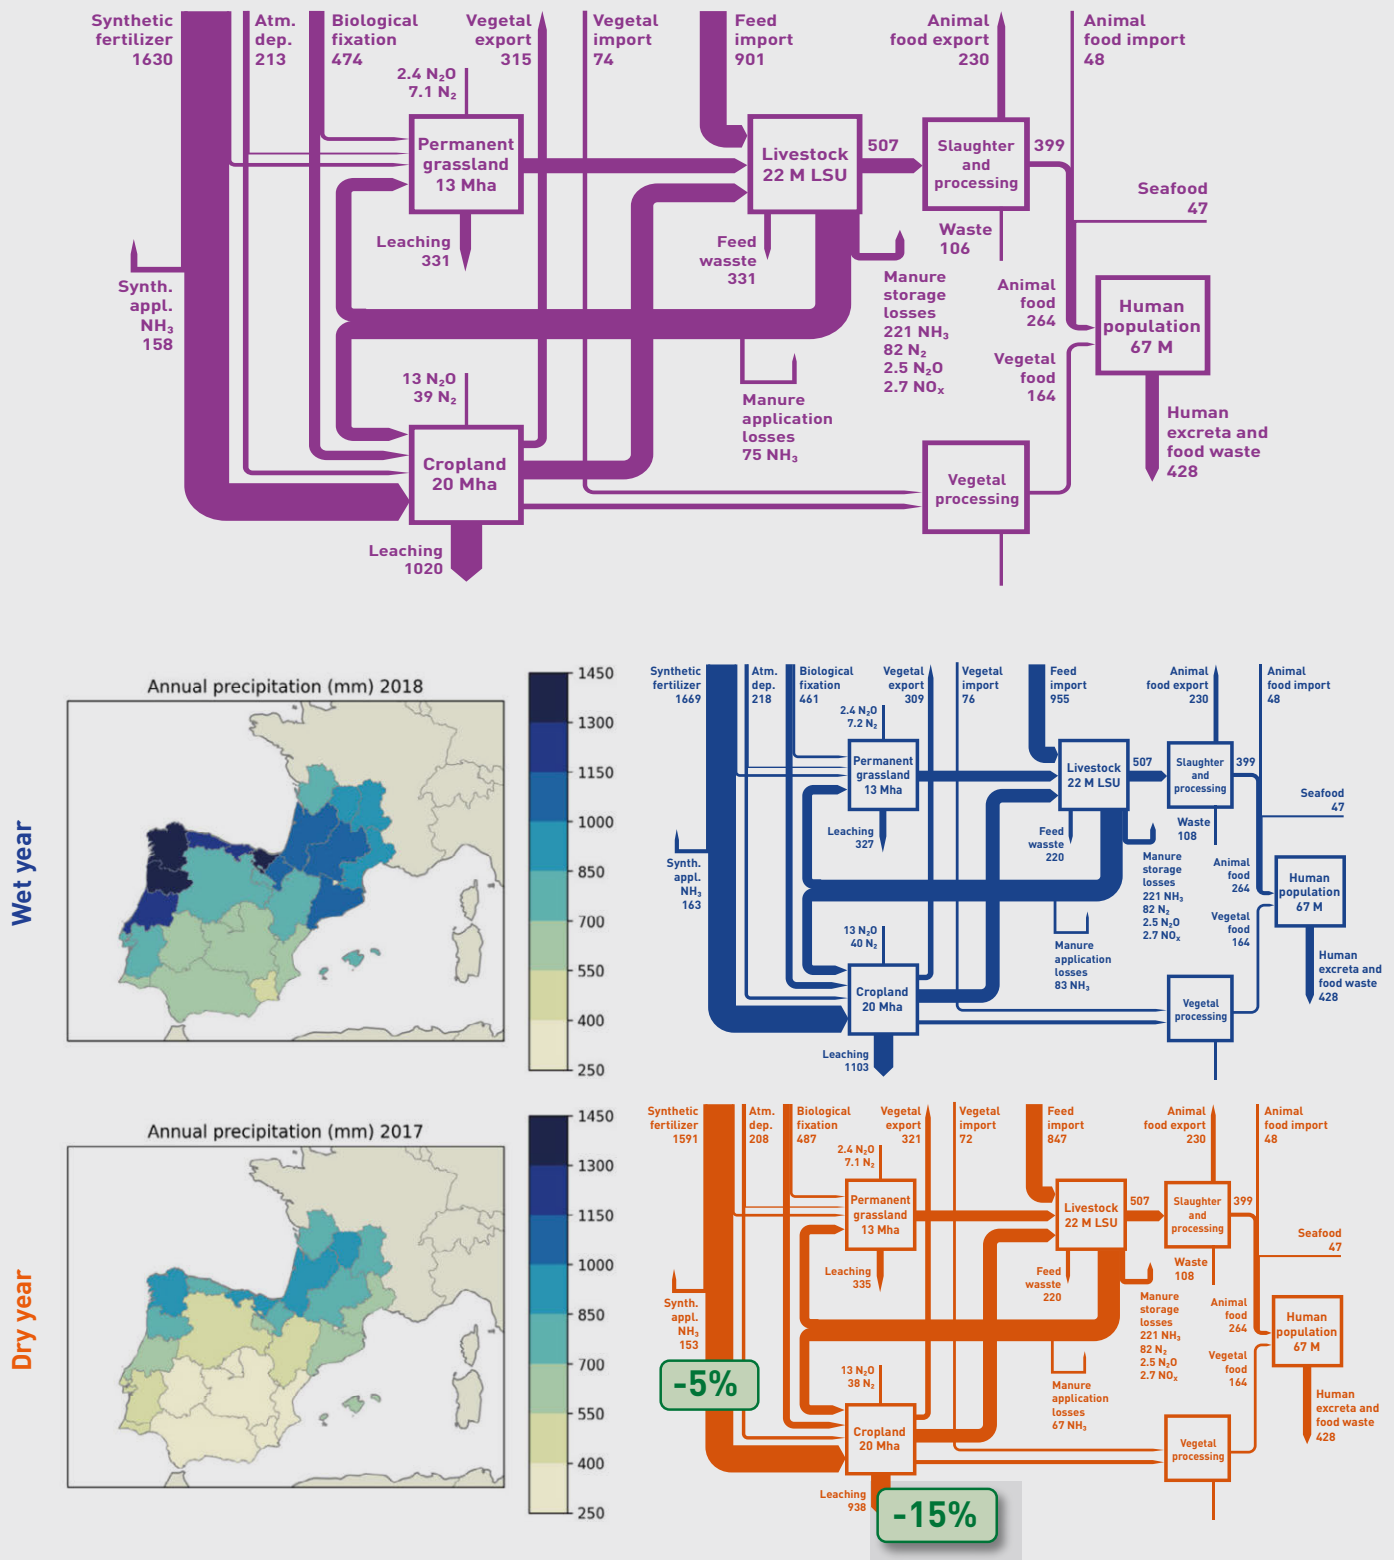 Synthetic
fertilizer
1630
Atm.
dep.
213
Biological
fixation
474
Vegetal
export
315
Vegetal
import
74
Feed
import
901
Animal
food export
230
Animal
food import
48
2.4 N₂O
7.1 N₂
Permanent
grassland
13 Mha
Livestock
22 M LSU
507
Slaughter
and
processing
399
Seafood
47
Leaching
331
Feed
wasste
331
Waste
106
Synth.
appl.
NH₃
158
Manure
storage
losses
221 NH₃
82 N₂
2.5 N₂O
2.7 NOₓ
Animal
food
264
Human
population
67 M
Vegetal
food
164
13 N₂O
39 N₂
Manure
application
losses
75 NH₃
Human
excreta and
food waste
428
Cropland
20 Mha
Vegetal
processing
Leaching
1020
Wet year
Annual precipitation (mm) 2018
1450
1300
1150
1000
850
700
550
400
250
Synthetic
fertilizer
1669
Atm.
dep.
218
Biological
fixation
461
Vegetal
export
309
Vegetal
import
76
Feed
import
955
Animal
food export
230
Animal
food import
48
2.4 N₂O
7.2 N₂
Permanent
grassland
13 Mha
Livestock
22 M LSU
507
Slaughter
and
processing
399
Seafood
47
Leaching
327
Feed
wasste
220
Waste
108
Synth.
appl.
NH₃
163
Manure
storage
losses
221 NH₃
82 N₂
2.5 N₂O
2.7 NOₓ
Animal
food
264
Human
population
67 M
Vegetal
food
164
13 N₂O
40 N₂
Manure
application
losses
83 NH₃
Human
excreta and
food waste
428
Cropland
20 Mha
Vegetal
processing
Leaching
1103
Dry year
Annual precipitation (mm) 2017
1450
1300
1150
1000
850
700
550
400
250
Synthetic
fertilizer
1591
Atm.
dep.
208
Biological
fixation
487
Vegetal
export
321
Vegetal
import
72
Feed
import
847
Animal
food export
230
Animal
food import
48
2.4 N₂O
7.1 N₂
Permanent
grassland
13 Mha
Livestock
22 M LSU
507
Slaughter
and
processing
399
Seafood
47
Leaching
335
Feed
wasste
220
Waste
108
Synth.
appl.
NH₃
153
Manure
storage
losses
221 NH₃
82 N₂
2.5 N₂O
2.7 NOₓ
Animal
food
264
Human
population
67 M
Vegetal
food
164
-5%
13 N₂O
38 N₂
Manure
application
losses
67 NH₃
Human
excreta and
food waste
428
Cropland
20 Mha
Vegetal
processing
Leaching
938
-15%